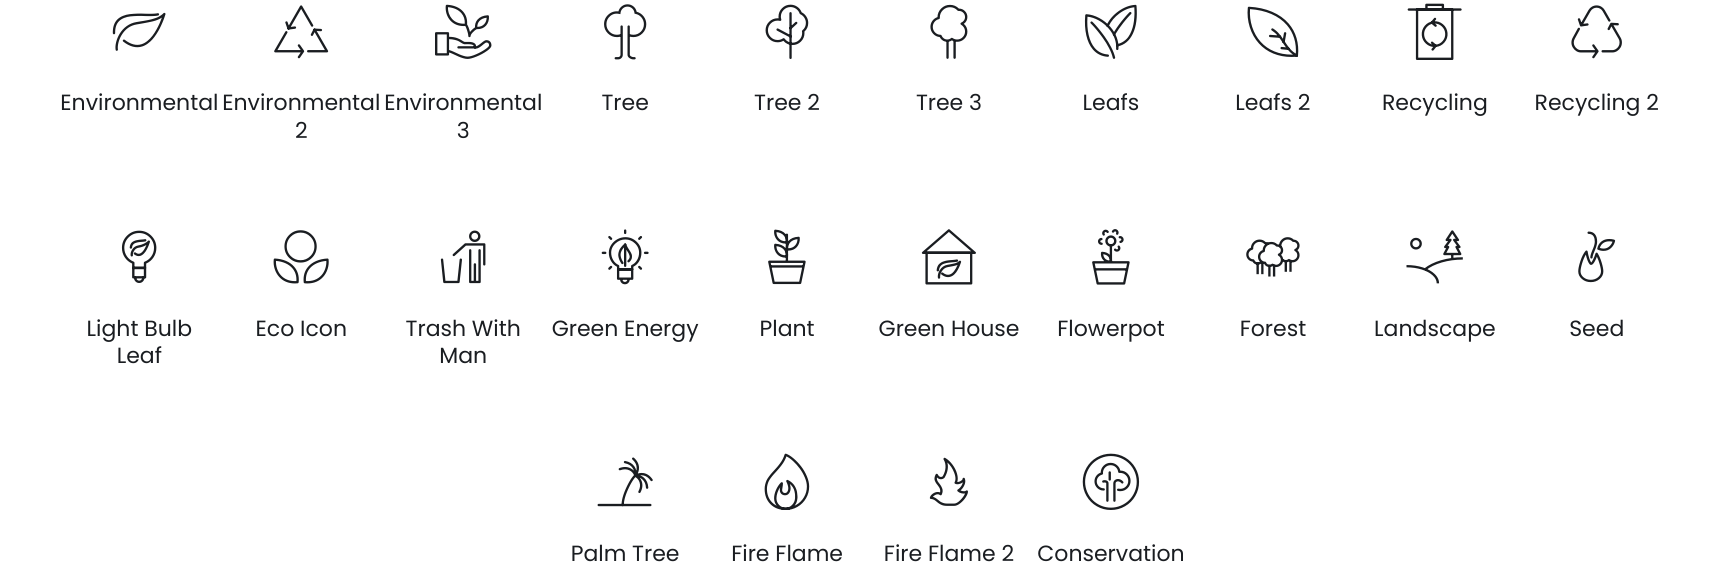 Environmental Environmental Environmental Tree Tree 2 Tree 3 Leafs Leafs 2 Recycling Recycling 2
2 3
Light Bulb Eco Icon Trash With Green Energy Plant Green House Flowerpot Forest Landscape Seed
Leaf Man
Palm Tree Fire Flame Fire Flame 2 Conservation